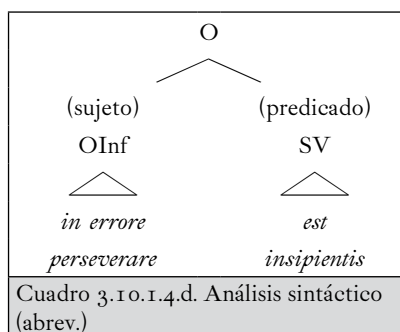 O
(sujeto) (predicado)
OInf SV
in errore est
perseverare insipientis
Cuadro 3.10.1.4.d. Análisis sintáctico
(abrev.)